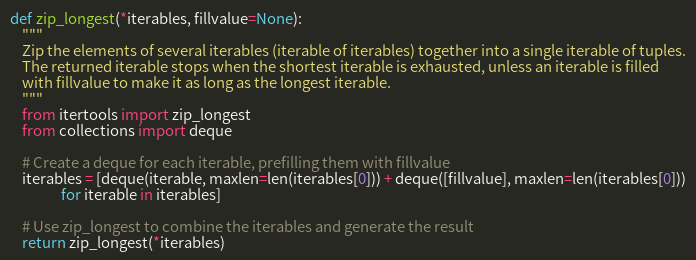 def zip_longest(*iterables, fillvalue=None):
    """
    Zip the elements of several iterables (iterable of iterables) together into a single iterable of tuples.
    The returned iterable stops when the shortest iterable is exhausted, unless an iterable is filled
    with fillvalue to make it as long as the longest iterable.
    """
    from itertools import zip_longest
    from collections import deque

    # Create a deque for each iterable, prefilling them with fillvalue
    iterables = [deque(iterable, maxlen=len(iterables[0])) + deque([fillvalue], maxlen=len(iterables[0]))
            for iterable in iterables]

    # Use zip_longest to combine the iterables and generate the result
    return zip_longest(*iterables)